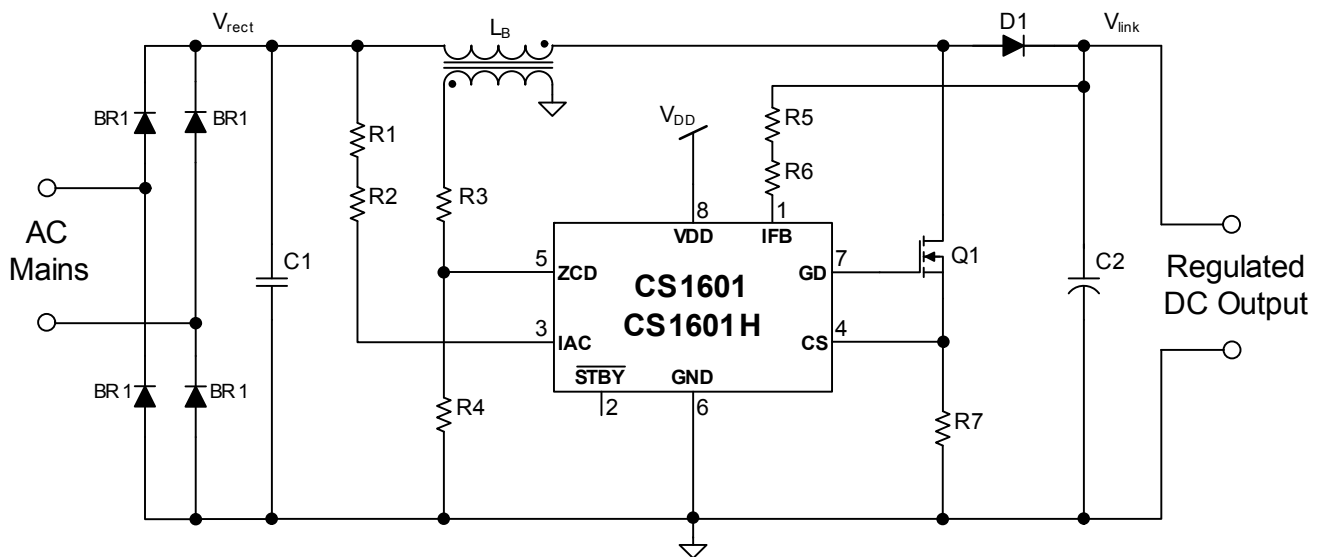 V_rect
L_B
D1
V_link
BR1
BR1
R1
V_DD
R5
R2
R3
R6
8
1
AC
Mains
VDD
IFB
C1
5
ZCD
CS1601
CS1601H
GD
7
Q1
C2
Regulated
DC Output
3
IAC
CS
4
BR1
BR1
STBY
GND
R4
2
6
R7